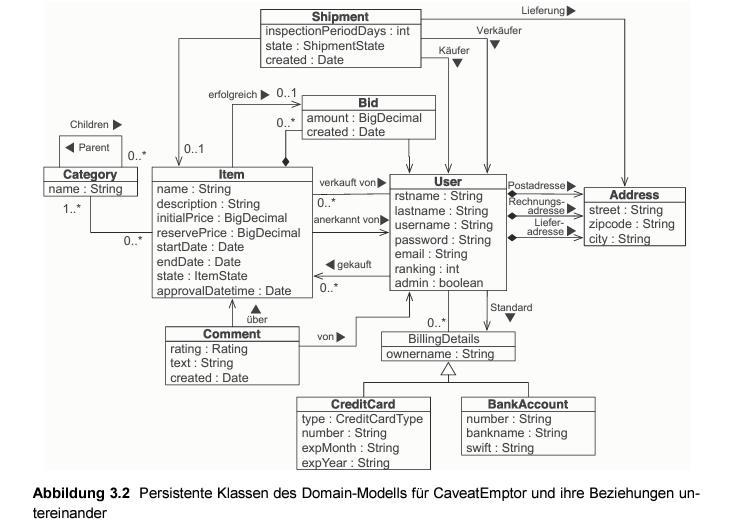 Shipment
inspectionPeriodDays : int
state : ShipmentState
created : Date
Lieferung ▶
Verkäufer
▼
Käufer
▼
erfolgreich ▶
0..1
Bid
amount : BigDecimal
created : Date
0..*
Children ▶
◀ Parent
0..*
0..1
Category
name : String
1..*
0..*
Item
name : String
description : String
initialPrice : BigDecimal
reservePrice : BigDecimal
startDate : Date
endDate : Date
state : ItemState
approvalDatetime : Date
verkauft von ▶
0..*
anerkannt von ▶
◀ gekauft
0..*
User
rstname : String
lastname : String
username : String
password : String
email : String
ranking : int
admin : boolean
Postadresse ▶
Rechnungs-
adresse ▶
Liefer-
adresse ▶
Address
street : String
zipcode : String
city : String
▲
über
Comment
rating : Rating
text : String
created : Date
von ▶
0..*
Standard
▼
BillingDetails
ownername : String
CreditCard
type : CreditCardType
number : String
expMonth : String
expYear : String
BankAccount
number : String
bankname : String
swift : String
Abbildung 3.2 Persistente Klassen des Domain-Modells für CaveatEmptor und ihre Beziehungen un-
tereinander